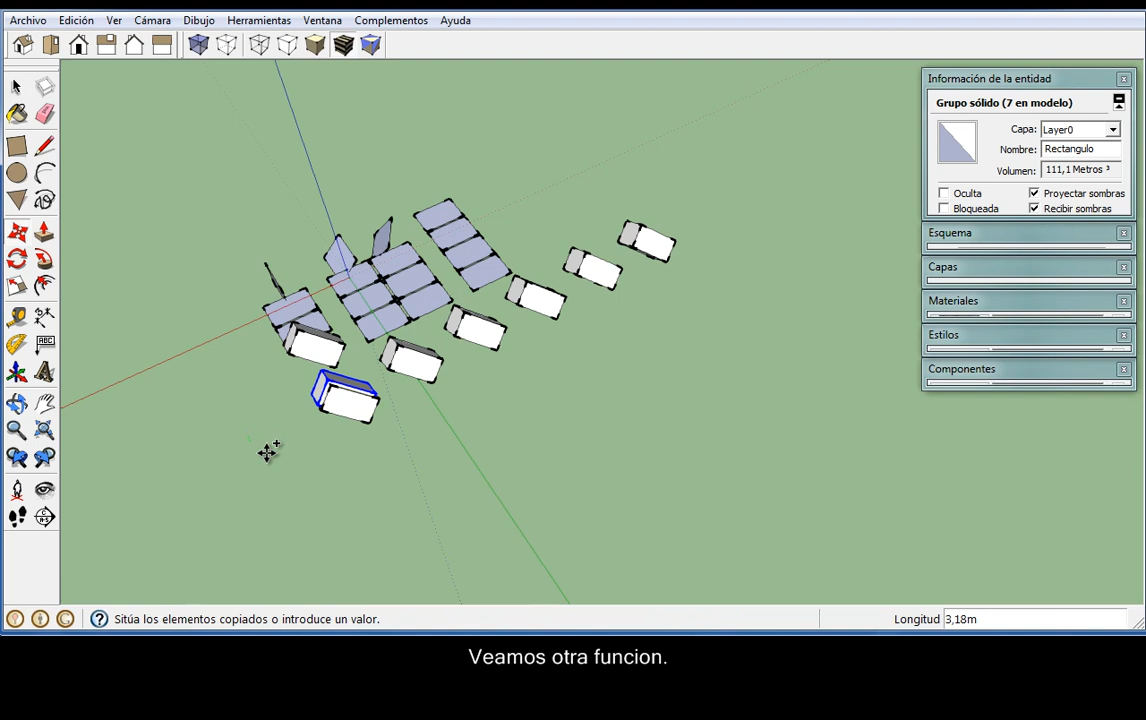 Archivo Edición Ver Cámara Dibujo Herramientas Ventana Complementos Ayuda
Información de la entidad
Grupo sólido (7 en modelo)
Capa: Layer0
Nombre: Rectangulo
Volumen: 111,1 Metros ³
Oculta Proyectar sombras
Bloqueada Recibir sombras
Esquema
Capas
Materiales
Estilos
Componentes
ABC
A
Sitúa los elementos copiados o introduce un valor. Longitud 3,18m
Veamos otra funcion.